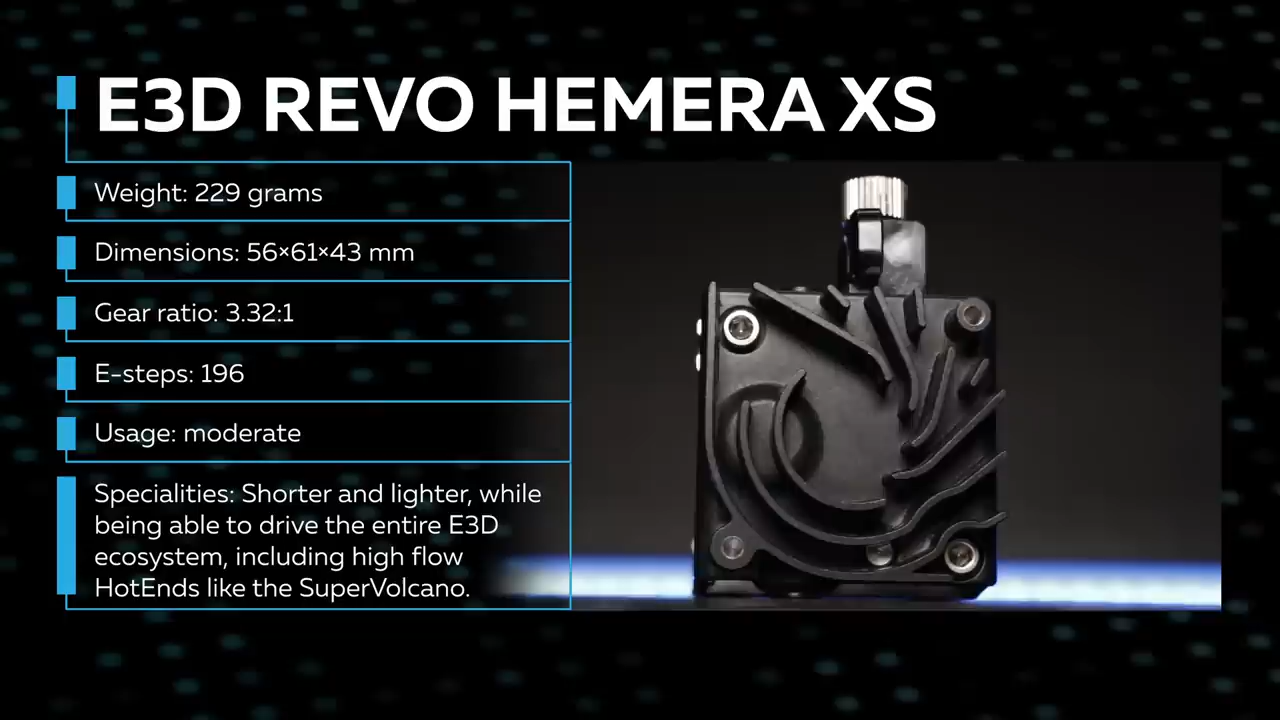 E3D REVO HEMERA XS
Weight: 229 grams
Dimensions: 56×61×43 mm
Gear ratio: 3.32:1
E-steps: 196
Usage: moderate
Specialities: Shorter and lighter, while
being able to drive the entire E3D
ecosystem, including high flow
HotEnds like the SuperVolcano.